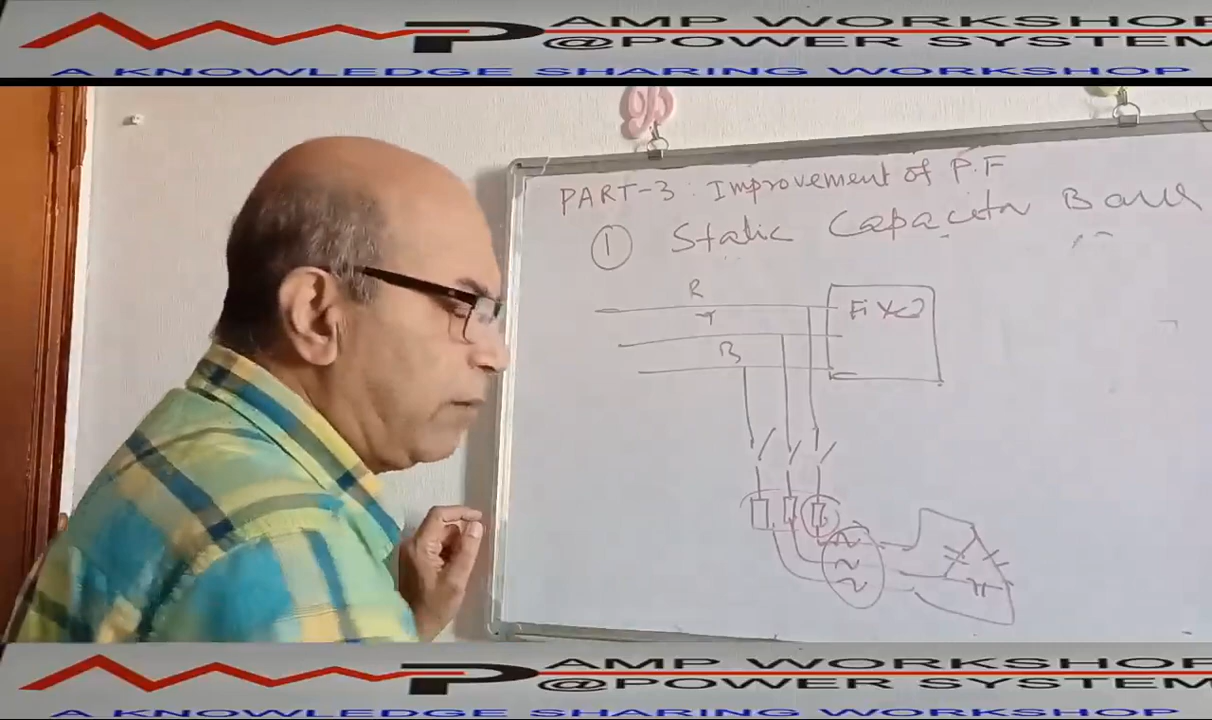 AMP WORKSHOP
@POWER SYSTEM
A KNOWLEDGE SHARING WORKSHOP
PART-3 : Improvement of P.F
① Static Capacitor Bank
R
Y
B
Fixed
AMP WORKSHOP
@POWER SYSTEM
A KNOWLEDGE SHARING WORKSHOP